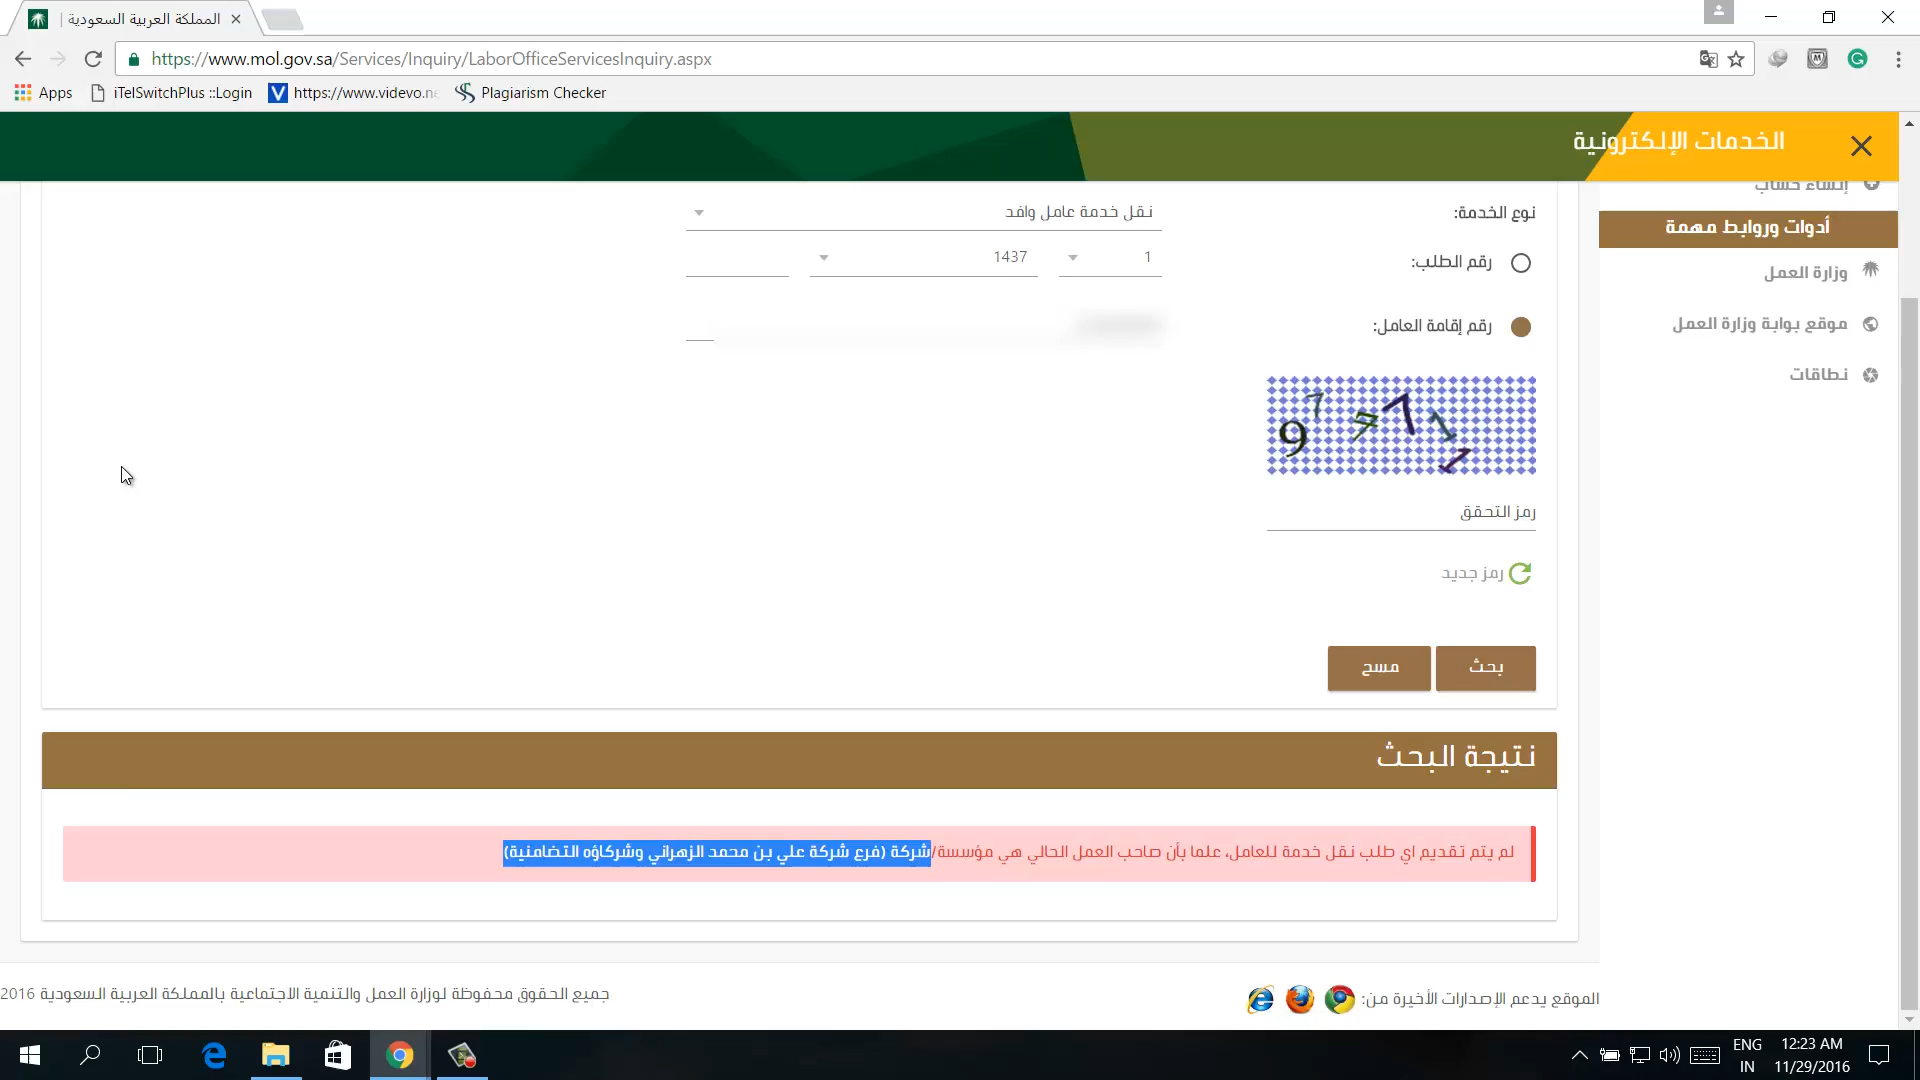 المملكة العربية السعودية |
https://www.mol.gov.sa/Services/Inquiry/LaborOfficeServicesInquiry.aspx
Apps
iTelSwitchPlus ::Login
https://www.videvo.ne
Plagiarism Checker
الخدمات الإلكترونية
إنشاء حساب
أدوات وروابط مهمة
وزارة العمل
موقع بوابة وزارة العمل
نطاقات
نوع الخدمة:
نقل خدمة عامل وافد
رقم الطلب:
1
1437
رقم إقامة العامل:
رمز التحقق
رمز جديد
بحث
مسح
نتيجة البحث
لم يتم تقديم اي طلب نقل خدمة للعامل، علما بأن صاحب العمل الحالي هي مؤسسة/شركة (فرع شركة علي بن محمد الزهراني وشركاؤه التضامنية)
الموقع يدعم الإصدارات الأخيرة من:
جميع الحقوق محفوظة لوزارة العمل والتنمية الاجتماعية بالمملكة العربية السعودية 2016
ENG
IN
12:23 AM
11/29/2016